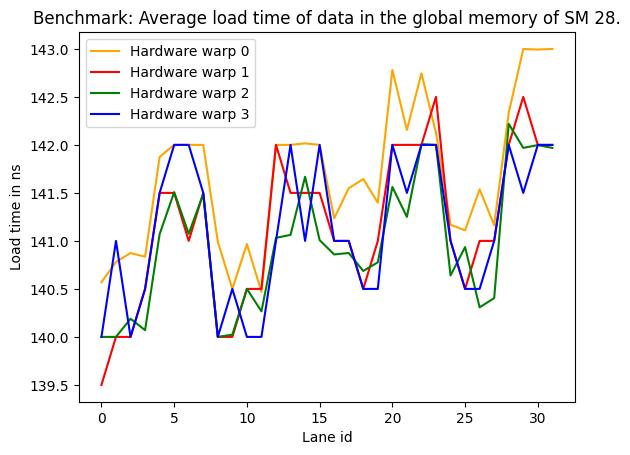 Benchmark: Average load time of data in the global memory of SM 28.
Hardware warp 0
Hardware warp 1
Hardware warp 2
Hardware warp 3
Load time in ns
143.0
142.5
142.0
141.5
141.0
140.5
140.0
139.5
0 5 10 15 20 25 30
Lane id